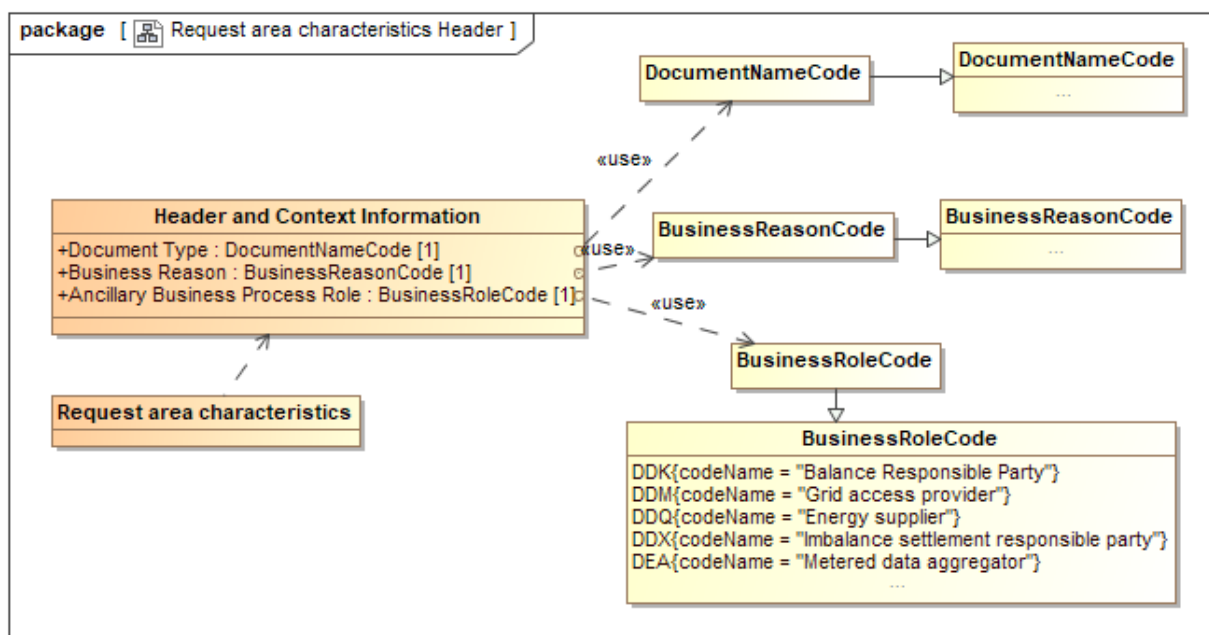 package [ Request area characteristics Header ]
DocumentNameCode
DocumentNameCode
...
«use»
Header and Context Information
+Document Type : DocumentNameCode [1]
+Business Reason : BusinessReasonCode [1]
+Ancillary Business Process Role : BusinessRoleCode [1]
«use»
BusinessReasonCode
BusinessReasonCode
...
«use»
BusinessRoleCode
Request area characteristics
BusinessRoleCode
DDK{codeName = "Balance Responsible Party"}
DDM{codeName = "Grid access provider"}
DDQ{codeName = "Energy supplier"}
DDX{codeName = "Imbalance settlement responsible party"}
DEA{codeName = "Metered data aggregator"}
...